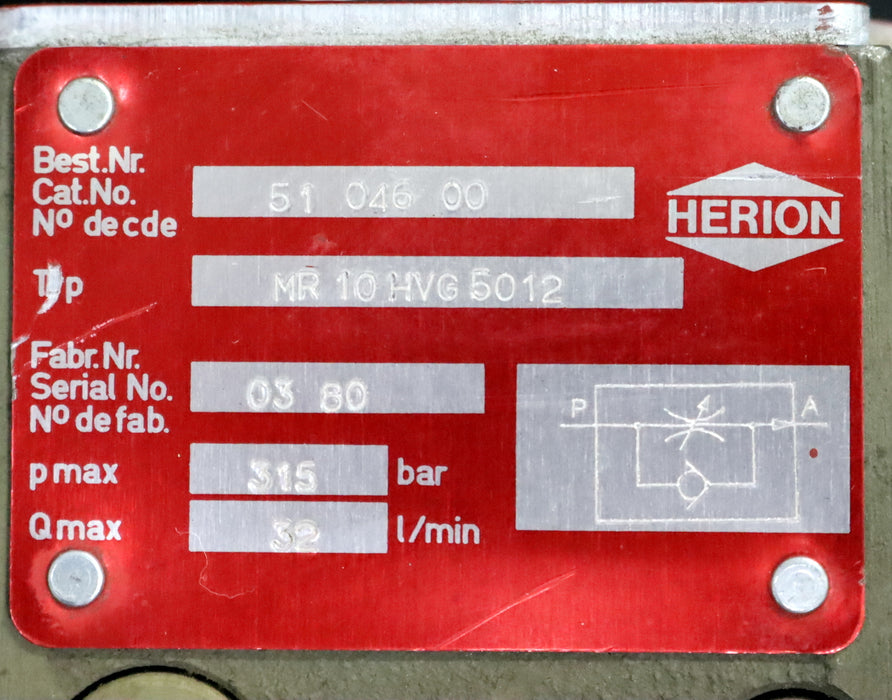 Best.Nr.
Cat.No.
Nº de cde
51 046 00
HERION
Typ
MR 10 HVG 5012
Fabr.Nr.
Serial No.
Nº de fab.
03 80
P A
p max 315 bar
Q max 32 l/min